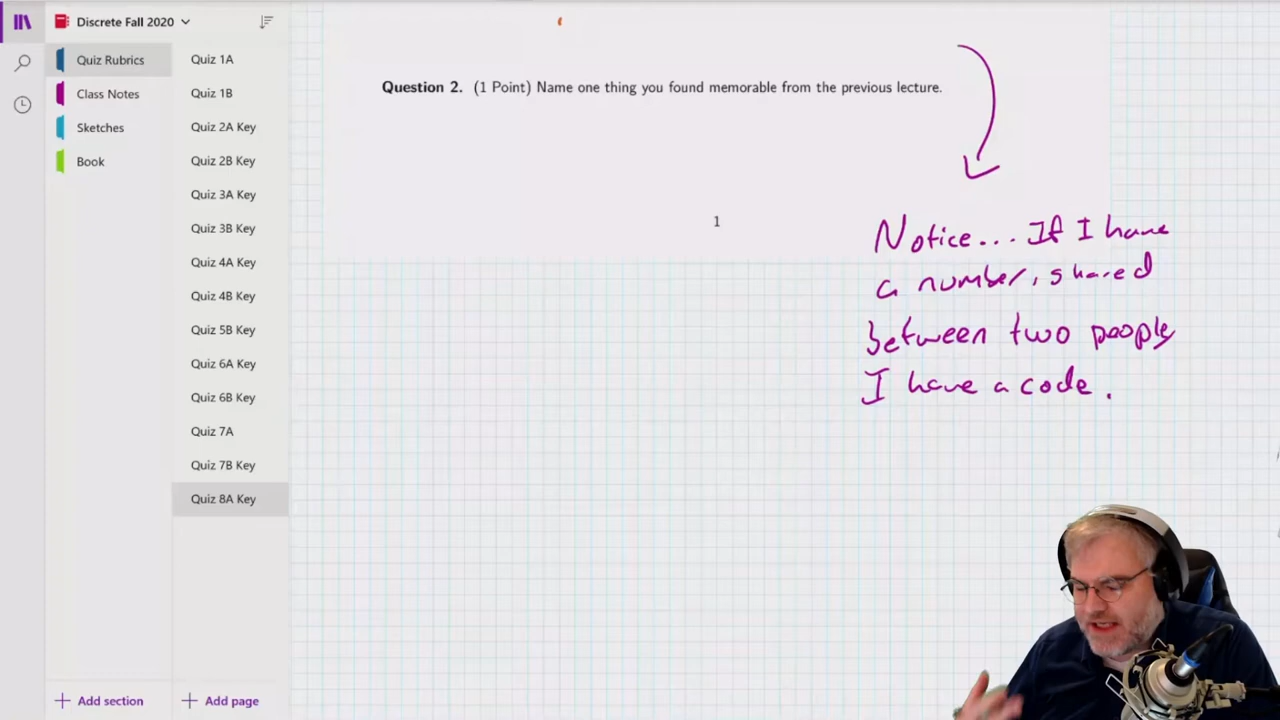 Discrete Fall 2020
Quiz Rubrics
Class Notes
Sketches
Book
Add section
Quiz 1A
Quiz 1B
Quiz 2A Key
Quiz 2B Key
Quiz 3A Key
Quiz 3B Key
Quiz 4A Key
Quiz 4B Key
Quiz 5B Key
Quiz 6A Key
Quiz 6B Key
Quiz 7A
Quiz 7B Key
Quiz 8A Key
Add page
Question 2. (1 Point) Name one thing you found memorable from the previous lecture.
1
Notice... If I have
a number, shared
between two people
I have a code.